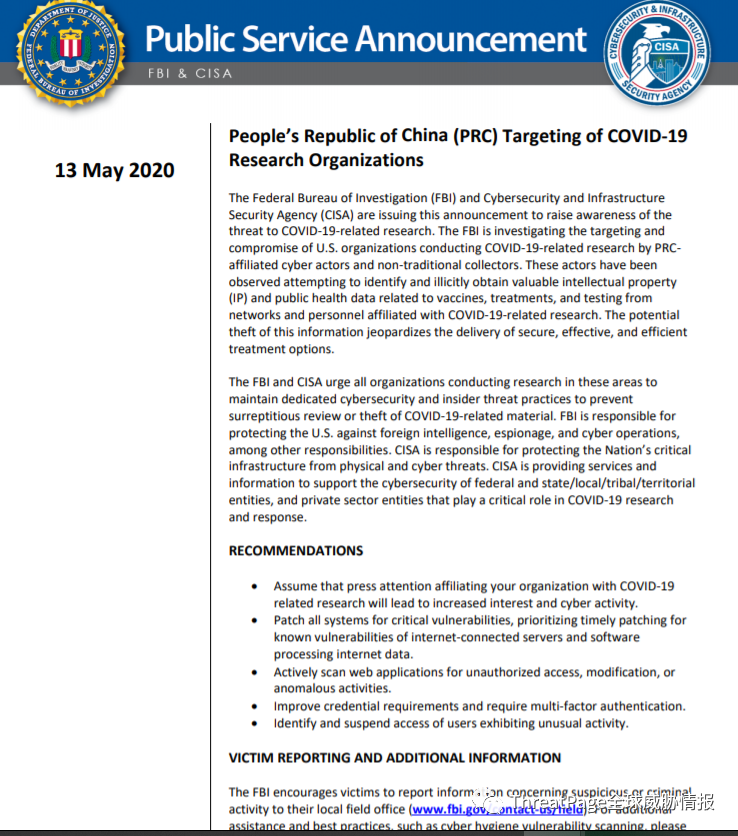 DEPARTMENT OF JUSTICE
FEDERAL BUREAU OF INVESTIGATION
Public Service Announcement
FBI & CISA
CYBERSECURITY & INFRASTRUCTURE
CISA
SECURITY AGENCY
13 May 2020
People's Republic of China (PRC) Targeting of COVID-19
Research Organizations
The Federal Bureau of Investigation (FBI) and Cybersecurity and Infrastructure
Security Agency (CISA) are issuing this announcement to raise awareness of the
threat to COVID-19-related research. The FBI is investigating the targeting and
compromise of U.S. organizations conducting COVID-19-related research by PRC-
affiliated cyber actors and non-traditional collectors. These actors have been
observed attempting to identify and illicitly obtain valuable intellectual property
(IP) and public health data related to vaccines, treatments, and testing from
networks and personnel affiliated with COVID-19-related research. The potential
theft of this information jeopardizes the delivery of secure, effective, and efficient
treatment options.
The FBI and CISA urge all organizations conducting research in these areas to
maintain dedicated cybersecurity and insider threat practices to prevent
surreptitious review or theft of COVID-19-related material. FBI is responsible for
protecting the U.S. against foreign intelligence, espionage, and cyber operations,
among other responsibilities. CISA is responsible for protecting the Nation's critical
infrastructure from physical and cyber threats. CISA is providing services and
information to support the cybersecurity of federal and state/local/tribal/territorial
entities, and private sector entities that play a critical role in COVID-19 research
and response.
RECOMMENDATIONS
• Assume that press attention affiliating your organization with COVID-19
related research will lead to increased interest and cyber activity.
• Patch all systems for critical vulnerabilities, prioritizing timely patching for
known vulnerabilities of internet-connected servers and software
processing internet data.
• Actively scan web applications for unauthorized access, modification, or
anomalous activities.
• Improve credential requirements and require multi-factor authentication.
• Identify and suspend access of users exhibiting unusual activity.
VICTIM REPORTING AND ADDITIONAL INFORMATION
The FBI encourages victims to report information concerning suspicious or criminal
activity to their local field office (www.fbi.gov/contact-us/field). For additional
assistance and best practices, such as cyber hygiene vulnerability scanning, please
ThreatPage全球威胁情报